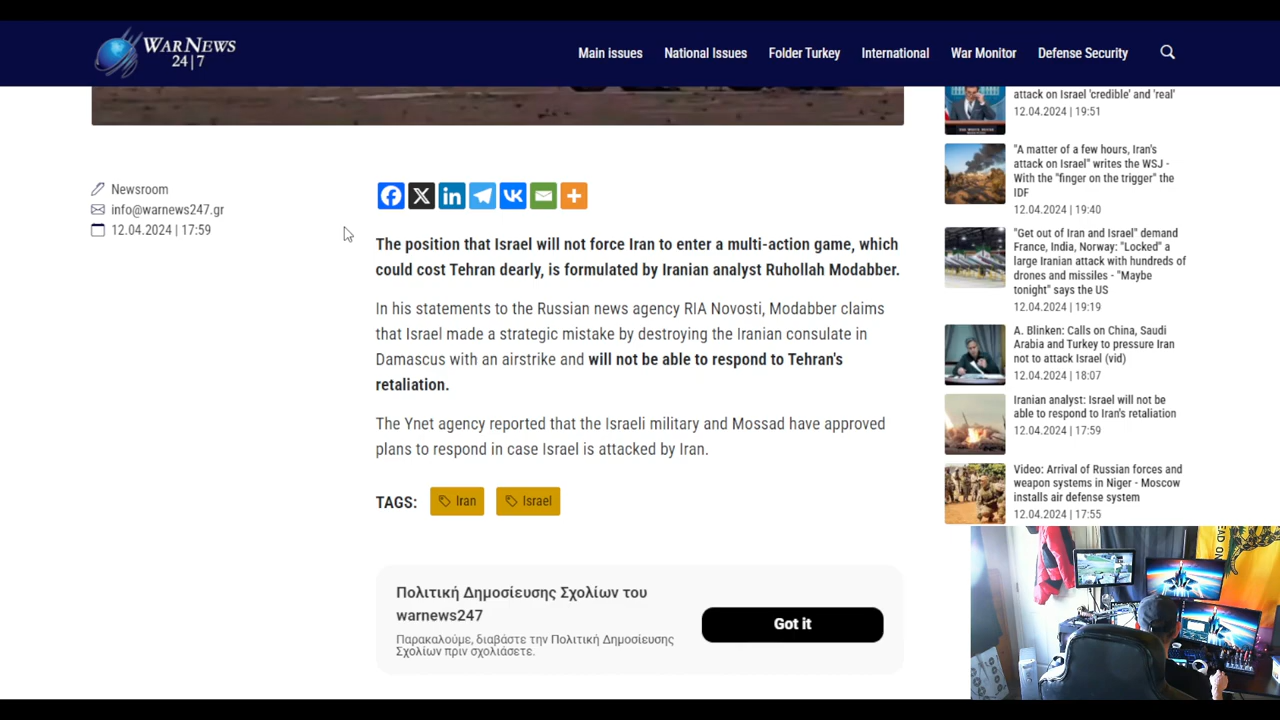 WARNEWS
24|7
Main issues
National Issues
Folder Turkey
International
War Monitor
Defense Security
Newsroom
info@warnews247.gr
12.04.2024 | 17:59
The position that Israel will not force Iran to enter a multi-action game, which
could cost Tehran dearly, is formulated by Iranian analyst Ruhollah Modabber.
In his statements to the Russian news agency RIA Novosti, Modabber claims
that Israel made a strategic mistake by destroying the Iranian consulate in
Damascus with an airstrike and will not be able to respond to Tehran's
retaliation.
The Ynet agency reported that the Israeli military and Mossad have approved
plans to respond in case Israel is attacked by Iran.
TAGS:
Iran
Israel
Πολιτική Δημοσίευσης Σχολίων του
warnews247
Παρακαλούμε, διαβάστε την Πολιτική Δημοσίευσης
Σχολίων πριν σχολιάσετε.
Got it
attack on Israel 'credible' and 'real'
12.04.2024 | 19:51
"A matter of a few hours, Iran's
attack on Israel" writes the WSJ -
With the "finger on the trigger" the
IDF
12.04.2024 | 19:40
"Get out of Iran and Israel" demand
France, India, Norway: "Locked" a
large Iranian attack with hundreds of
drones and missiles - "Maybe
tonight" says the US
12.04.2024 | 19:19
A. Blinken: Calls on China, Saudi
Arabia and Turkey to pressure Iran
not to attack Israel (vid)
12.04.2024 | 18:07
Iranian analyst: Israel will not be
able to respond to Iran's retaliation
12.04.2024 | 17:59
Video: Arrival of Russian forces and
weapon systems in Niger - Moscow
installs air defense system
12.04.2024 | 17:55